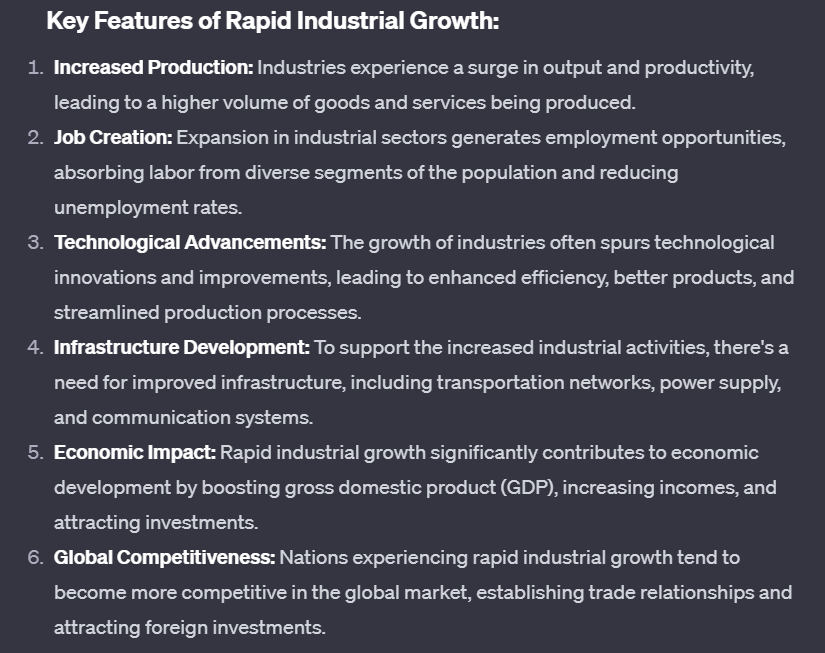 Key Features of Rapid Industrial Growth:
1. Increased Production: Industries experience a surge in output and productivity,
leading to a higher volume of goods and services being produced.
2. Job Creation: Expansion in industrial sectors generates employment opportunities,
absorbing labor from diverse segments of the population and reducing
unemployment rates.
3. Technological Advancements: The growth of industries often spurs technological
innovations and improvements, leading to enhanced efficiency, better products, and
streamlined production processes.
4. Infrastructure Development: To support the increased industrial activities, there's a
need for improved infrastructure, including transportation networks, power supply,
and communication systems.
5. Economic Impact: Rapid industrial growth significantly contributes to economic
development by boosting gross domestic product (GDP), increasing incomes, and
attracting investments.
6. Global Competitiveness: Nations experiencing rapid industrial growth tend to
become more competitive in the global market, establishing trade relationships and
attracting foreign investments.